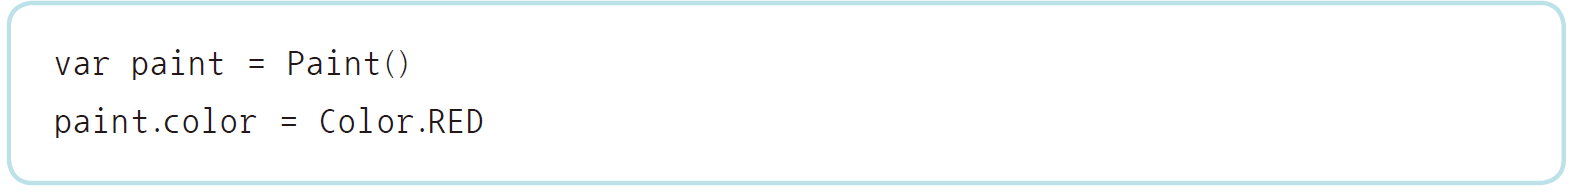 var paint = Paint()
paint.color = Color.RED